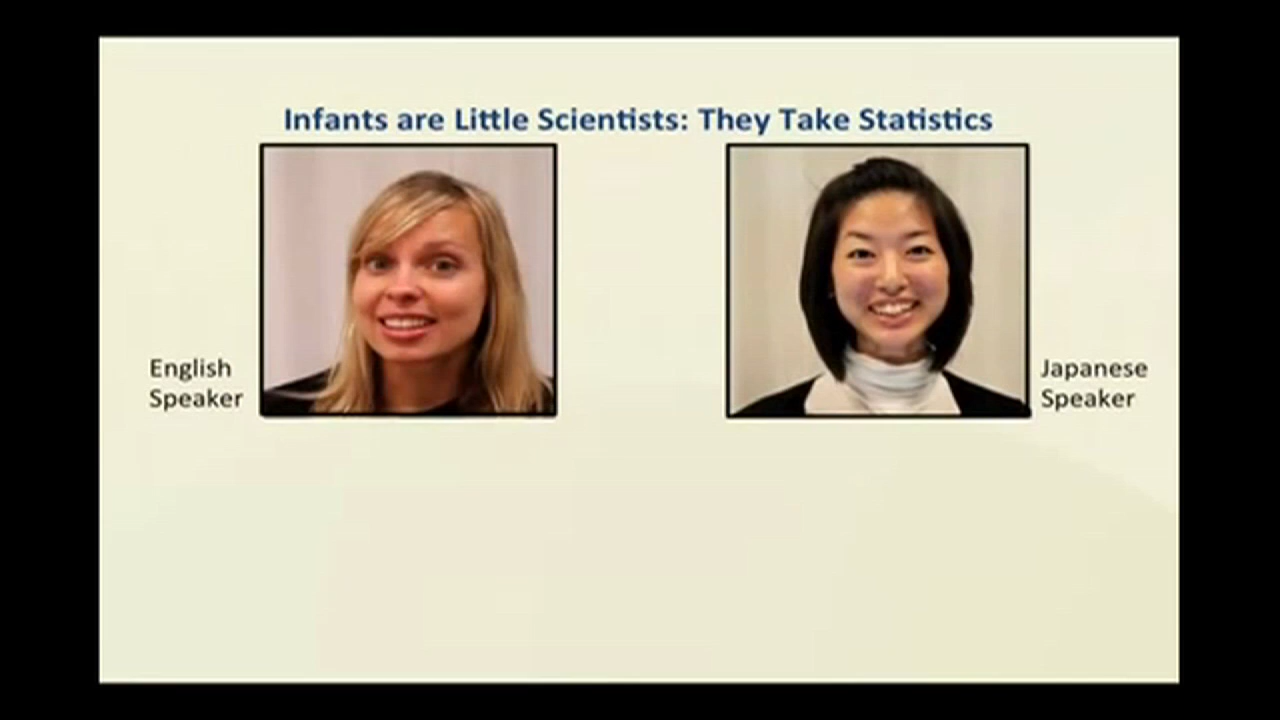 Infants are Little Scientists: They Take Statistics
English
Speaker
Japanese
Speaker